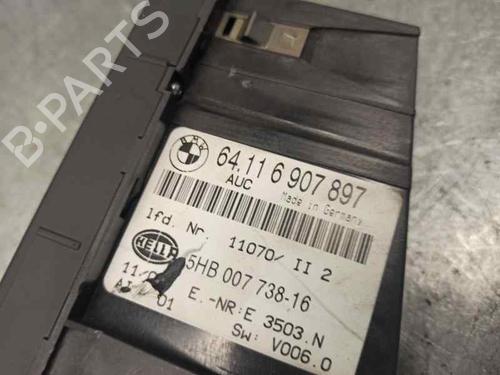 B-PARTS
BMW
64.11 6 907 897
AUC
Made in Germany
lfd. Nr. 11070/ II 2
HELLA
5HB 007 738-16
E.-NR:E 3503.N
01
SW: V006.0